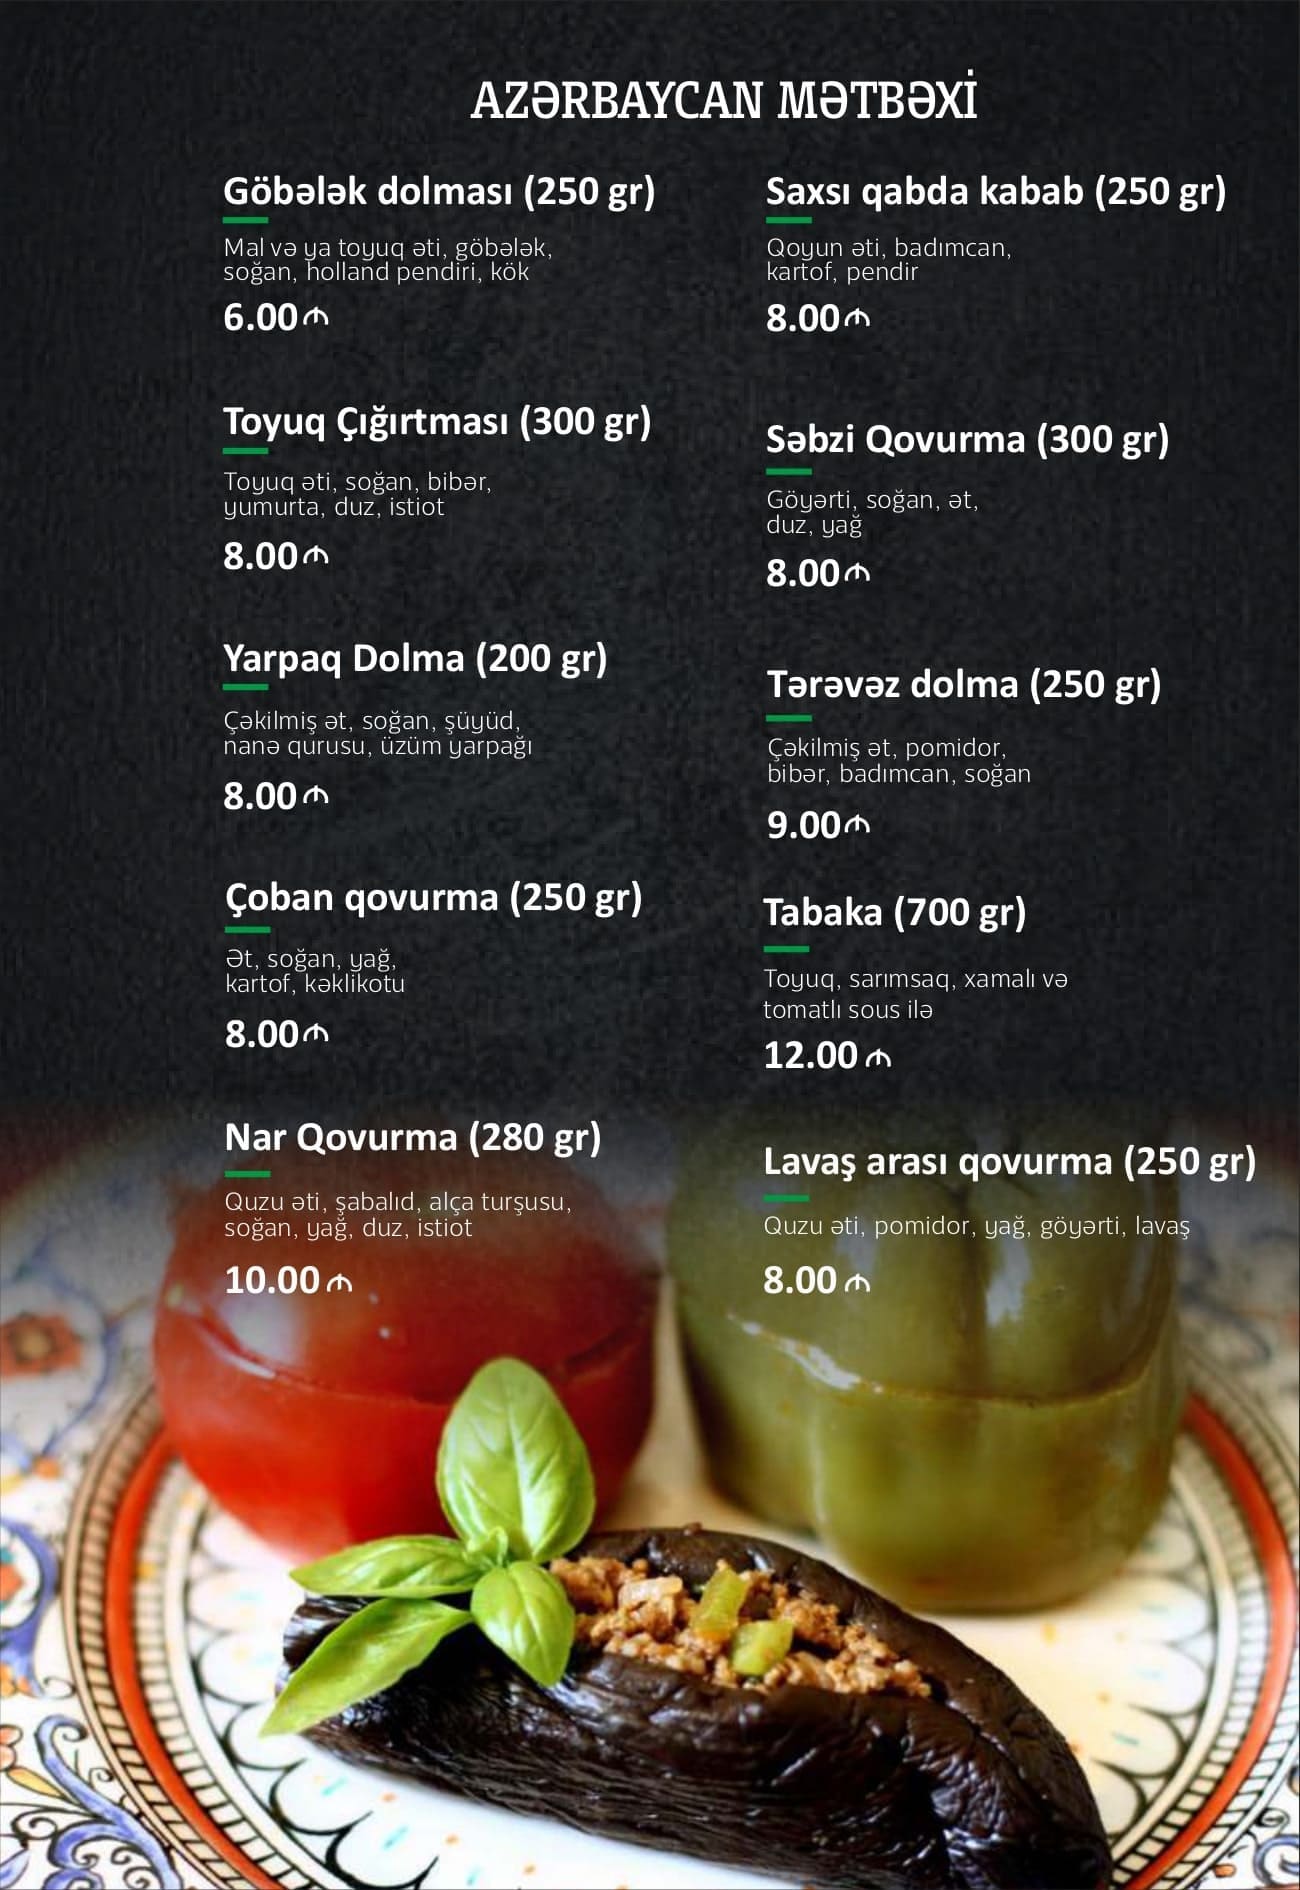 AZƏRBAYCAN MƏTBƏXİ
Göbələk dolması (250 gr)
Mal və ya toyuq əti, göbələk,
soğan, holland pendiri, kök
6.00₼
Toyuq Çığırtması (300 gr)
Toyuq əti, soğan, bibər,
yumurta, duz, istiot
8.00₼
Yarpaq Dolma (200 gr)
Çəkilmiş ət, soğan, şüyüd,
nanə qurusu, üzüm yarpağı
8.00₼
Çoban qovurma (250 gr)
Ət, soğan, yağ,
kartof, kəklikotu
8.00₼
Nar Qovurma (280 gr)
Quzu əti, şabalıd, alça turşusu,
soğan, yağ, duz, istiot
10.00₼
Saxsı qabda kabab (250 gr)
Qoyun əti, badımcan,
kartof, pendir
8.00₼
Səbzi Qovurma (300 gr)
Göyərti, soğan, ət,
duz, yağ
8.00₼
Tərəvəz dolma (250 gr)
Çəkilmiş ət, pomidor,
bibər, badımcan, soğan
9.00₼
Tabaka (700 gr)
Toyuq, sarımsaq, xamalı və
tomatlı sous ilə
12.00 ₼
Lavaş arası qovurma (250 gr)
Quzu əti, pomidor, yağ, göyərti, lavaş
8.00 ₼